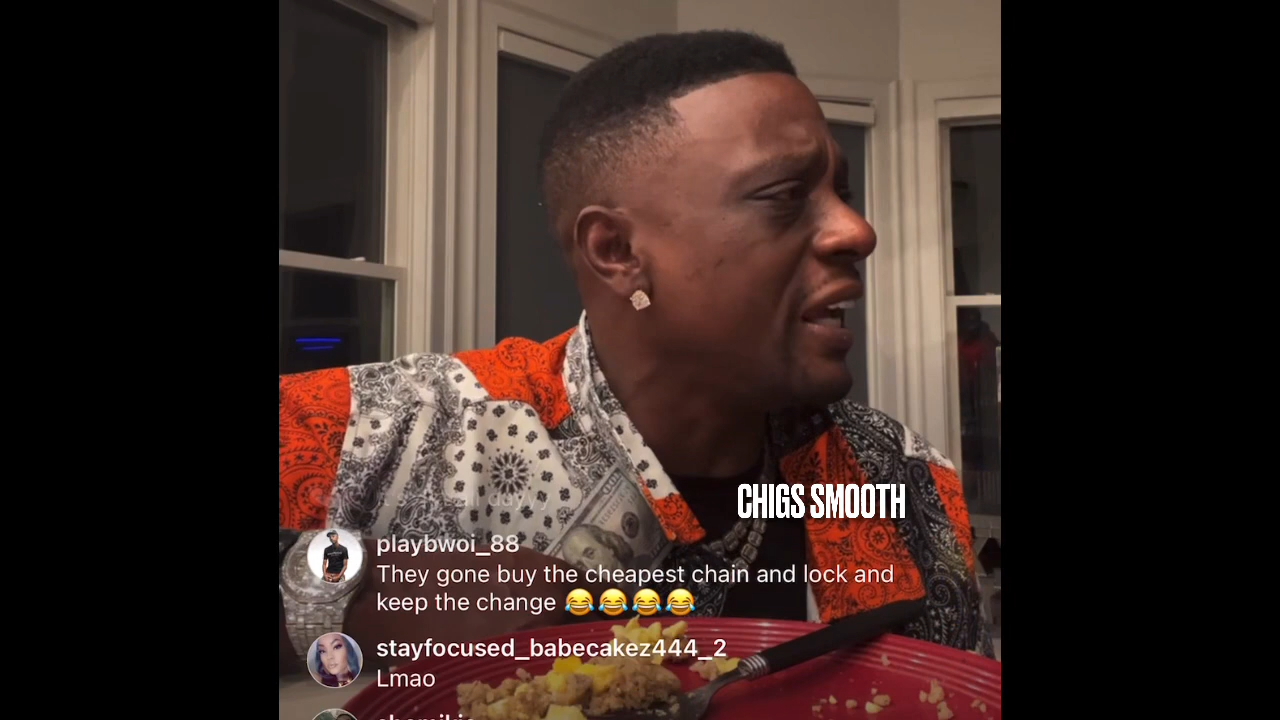 CHIGS SMOOTH
playbwoi_88
They gone buy the cheapest chain and lock and
keep the change 😂😂😂😂
stayfocused_babecakez444_2
Lmao